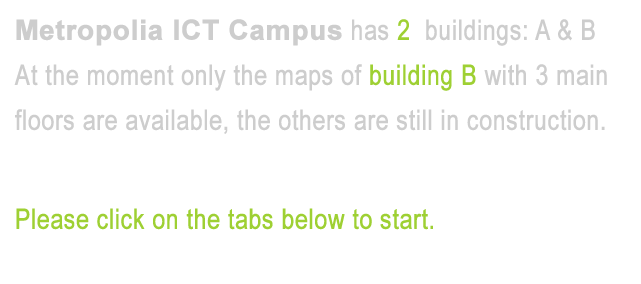 Metropolia ICT Campus has 2 buildings: A & B
At the moment only the maps of building B with 3 main
floors are available, the others are still in construction.
Please click on the tabs below to start.